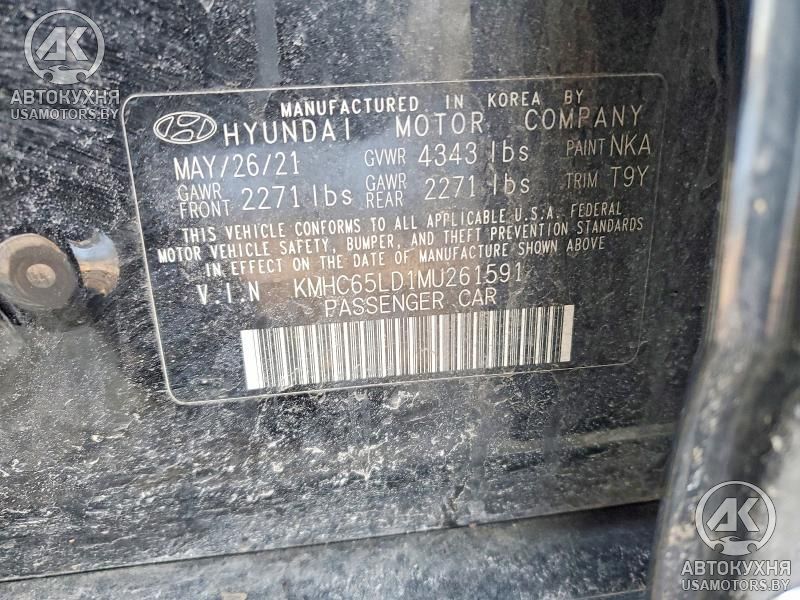 AK
АВТОКУХНЯ
USAMOTORS.BY
MANUFACTURED IN KOREA BY
HYUNDAI MOTOR COMPANY
MAY/26/21 GVWR 4343 lbs PAINT NKA
GAWR FRONT 2271 lbs GAWR REAR 2271 lbs TRIM T9Y
THIS VEHICLE CONFORMS TO ALL APPLICABLE U.S.A. FEDERAL
MOTOR VEHICLE SAFETY, BUMPER, AND THEFT PREVENTION STANDARDS
IN EFFECT ON THE DATE OF MANUFACTURE SHOWN ABOVE
V.I.N KMHC65LD1MU261591
PASSENGER CAR
AK
АВТОКУХНЯ
USAMOTORS.BY